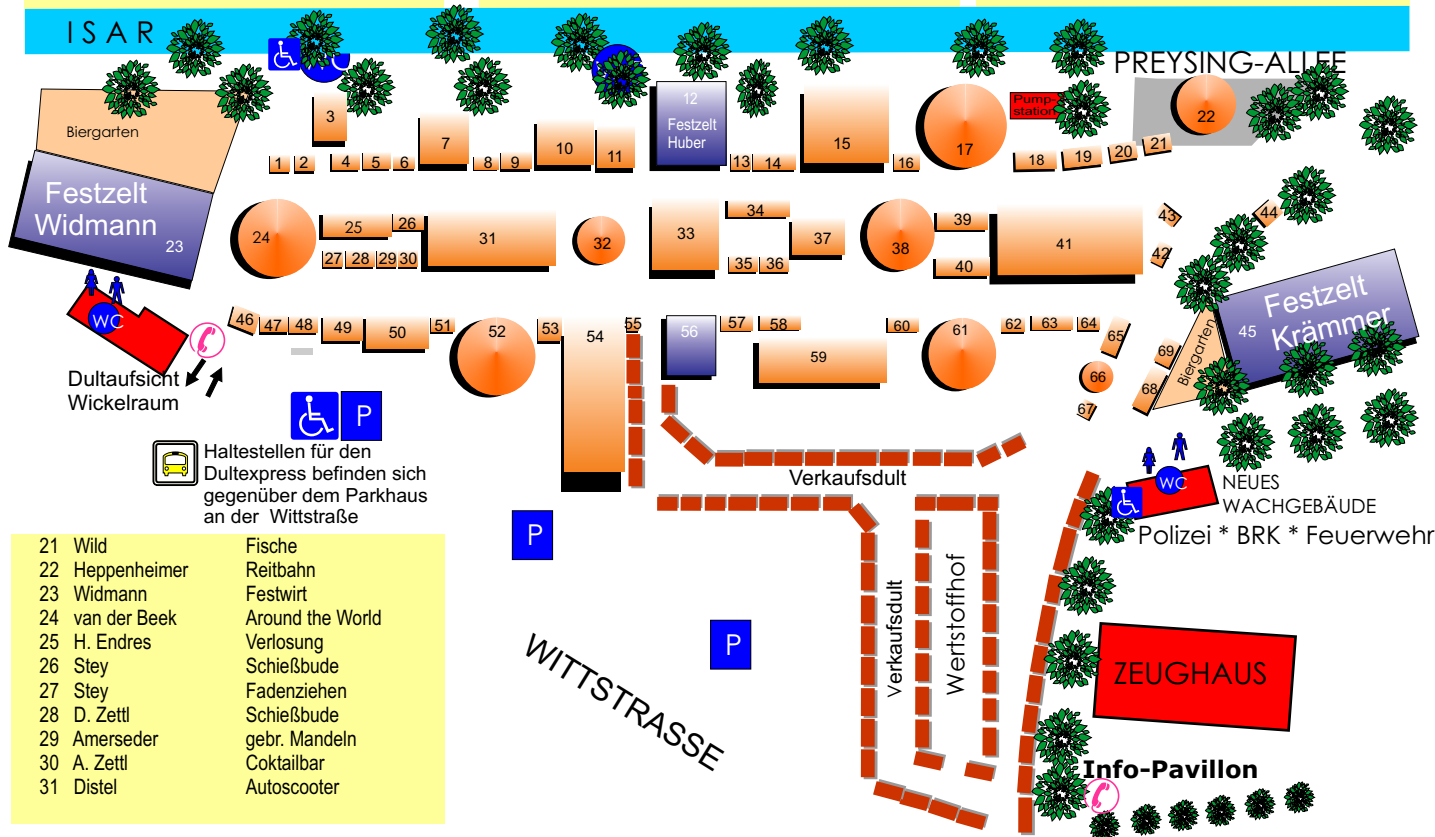 ISAR
PREYSING-ALLEE
Biergarten
Festzelt
Widmann
23
3
7
10
11
12
Festzelt
Huber
15
17
Pump-
station
22
1
2
4
5
6
8
9
13
14
16
18
19
20
21
24
25
26
27
28
29
30
31
32
33
34
35
36
37
38
39
40
41
42
43
44
45
Festzelt
Krämmer
Biergarten
WC
46
47
48
49
50
51
52
53
54
55
56
57
58
59
60
61
62
63
64
65
66
67
68
69
Dultaufsicht
Wickelraum
P
Haltestellen für den
Dultexpress befinden sich
gegenüber dem Parkhaus
an der Wittstraße
Verkaufsdult
WC
NEUES
WACHGEBÄUDE
Polizei * BRK * Feuerwehr
P
P
WITTSTRASSE
Verkaufsdult
Wertstoffhof
ZEUGHAUS
Info-Pavillon
21 Wild Fische
22 Heppenheimer Reitbahn
23 Widmann Festwirt
24 van der Beek Around the World
25 H. Endres Verlosung
26 Stey Schießbude
27 Stey Fadenziehen
28 D. Zettl Schießbude
29 Amerseder gebr. Mandeln
30 A. Zettl Coktailbar
31 Distel Autoscooter